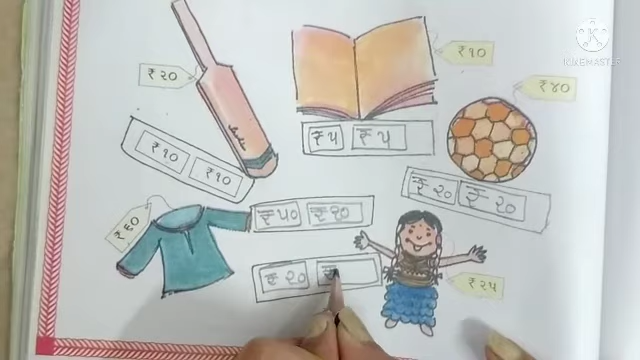 KINEMASTER
₹ २०
₹ १०
₹ ४०
₹ ५ ₹ ५
₹ १० ₹ १०
₹ २० ₹ २०
₹ ६०
₹ ५० ₹ १०
₹ २० ₹
₹ २५